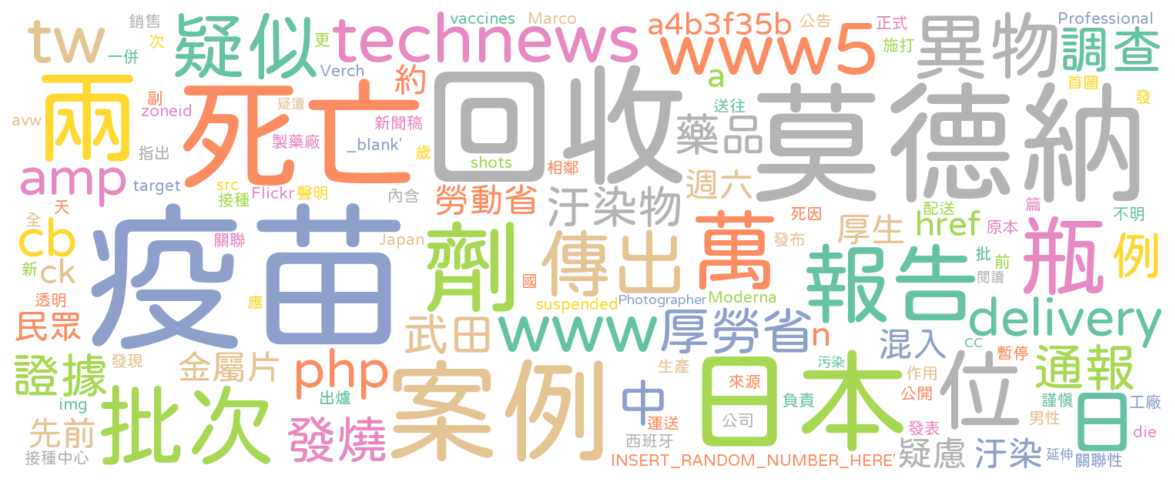 tw
銷售
次
更
疑似
vaccines
Marco
technews
a4b3f35b
公告
正式
施打
Professional
www5
異物
調查
一併
Verch
約
a
首圖
發
兩
副
zoneid
疑遭
死亡
回收
送往
莫德納
avw
新聞稿
製藥廠
_blank'
藥品
指出
歲
shots
相鄰
amp
target
src
接種
Flickr
聲明
內含
勞動省
汙染物
週六
死因
配送
篇
不明
天
全
cb
關聯
疫苗
Japan
劑
傳出
萬
發布
厚生
href
原本
瓶
例
新
ck
國
批
前
閱讀
報告
透明
應
suspended
Photographer
Moderna
delivery
民眾
武田
www
厚勞省
n
混入
cc
暫停
證據
發現
金屬片
php
案例
生產
日本
污染
來源
作用
位
通報
img
出爐
批次
中
負責
公開
謹慎
日
工廠
先前
發燒
運送
公司
發表
男性
die
接種中心
西班牙
INSERT_RANDOM_NUMBER_HERE'
疑慮
汙染
延伸
關聯性